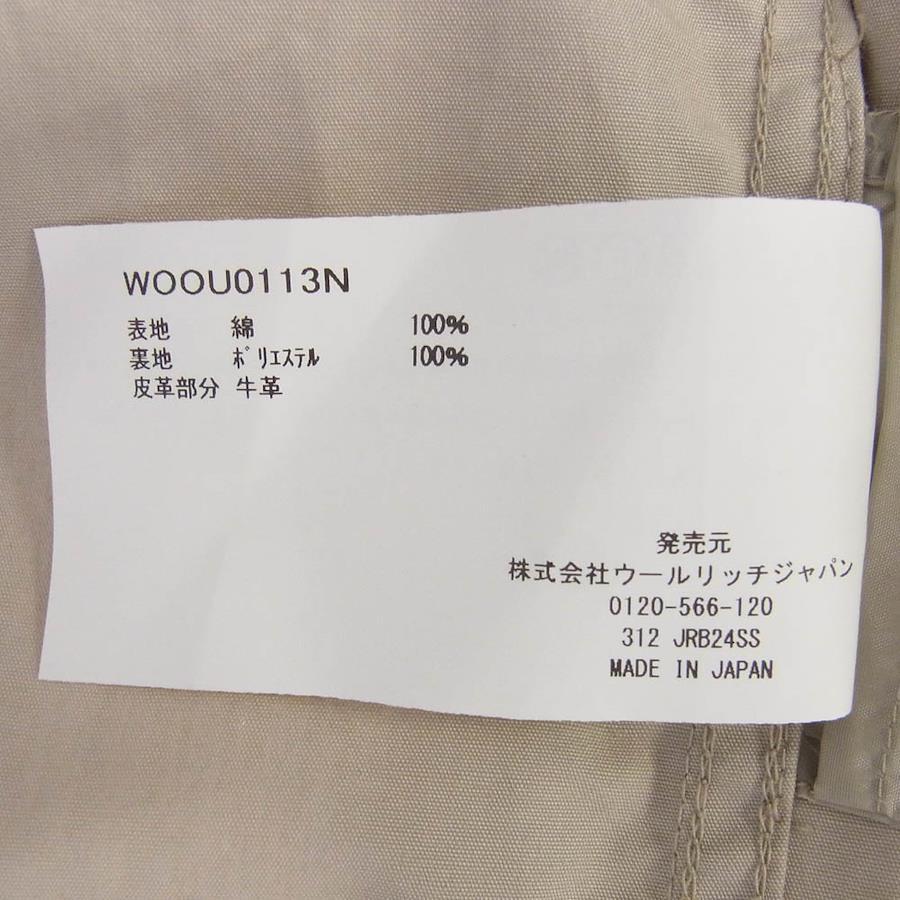 WOOU0113N
表地 綿 100%
裏地 ポリエステル 100%
皮革部分 牛革
発売元
株式会社ウールリッチジャパン
0120-566-120
312 JRB24SS
MADE IN JAPAN